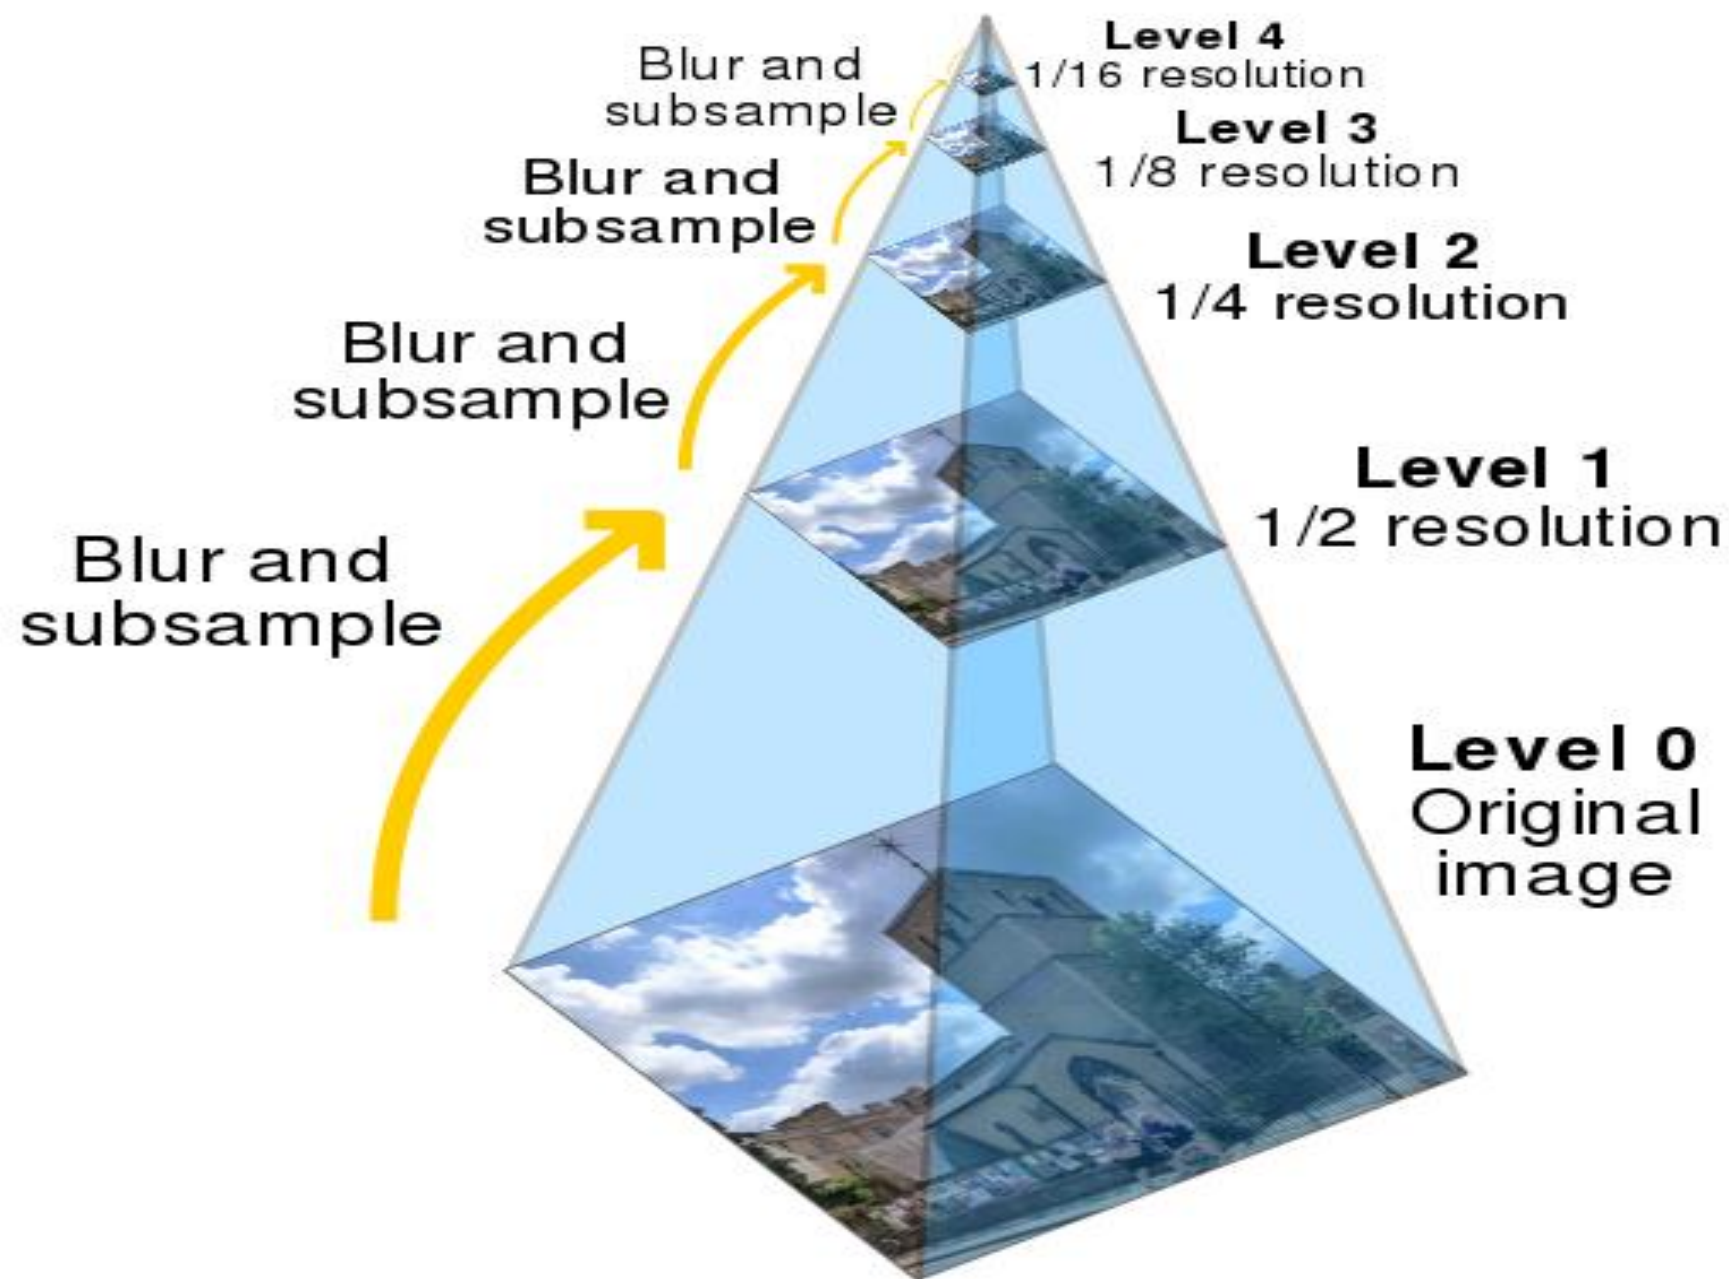 Level 4
1/16 resolution
Blur and
subsample
Level 3
1/8 resolution
Blur and
subsample
Level 2
1/4 resolution
Blur and
subsample
Level 1
1/2 resolution
Blur and
subsample
Level 0
Original
image